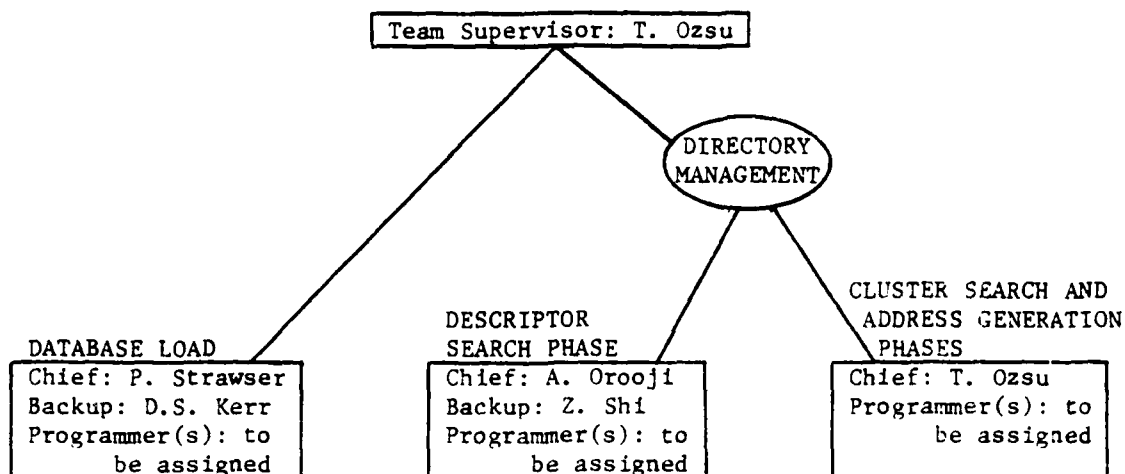 Team Supervisor: T. Ozsu
DIRECTORY
MANAGEMENT
DATABASE LOAD
Chief: P. Strawser
Backup: D.S. Kerr
Programmer(s): to
be assigned
DESCRIPTOR
SEARCH PHASE
Chief: A. Orooji
Backup: Z. Shi
Programmer(s): to
be assigned
CLUSTER SEARCH AND
ADDRESS GENERATION
PHASES
Chief: T. Ozsu
Programmer(s): to
be assigned